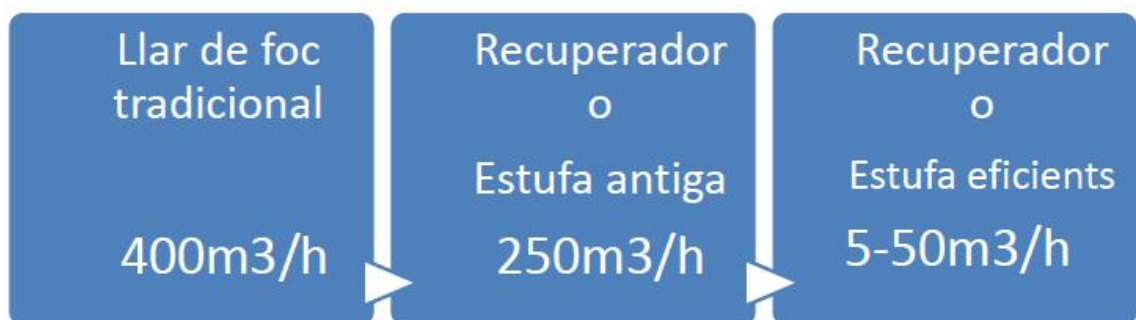 Llar de foc
tradicional
400m3/h
Recuperador
o
Estufa antiga
250m3/h
Recuperador
o
Estufa eficients
5-50m3/h